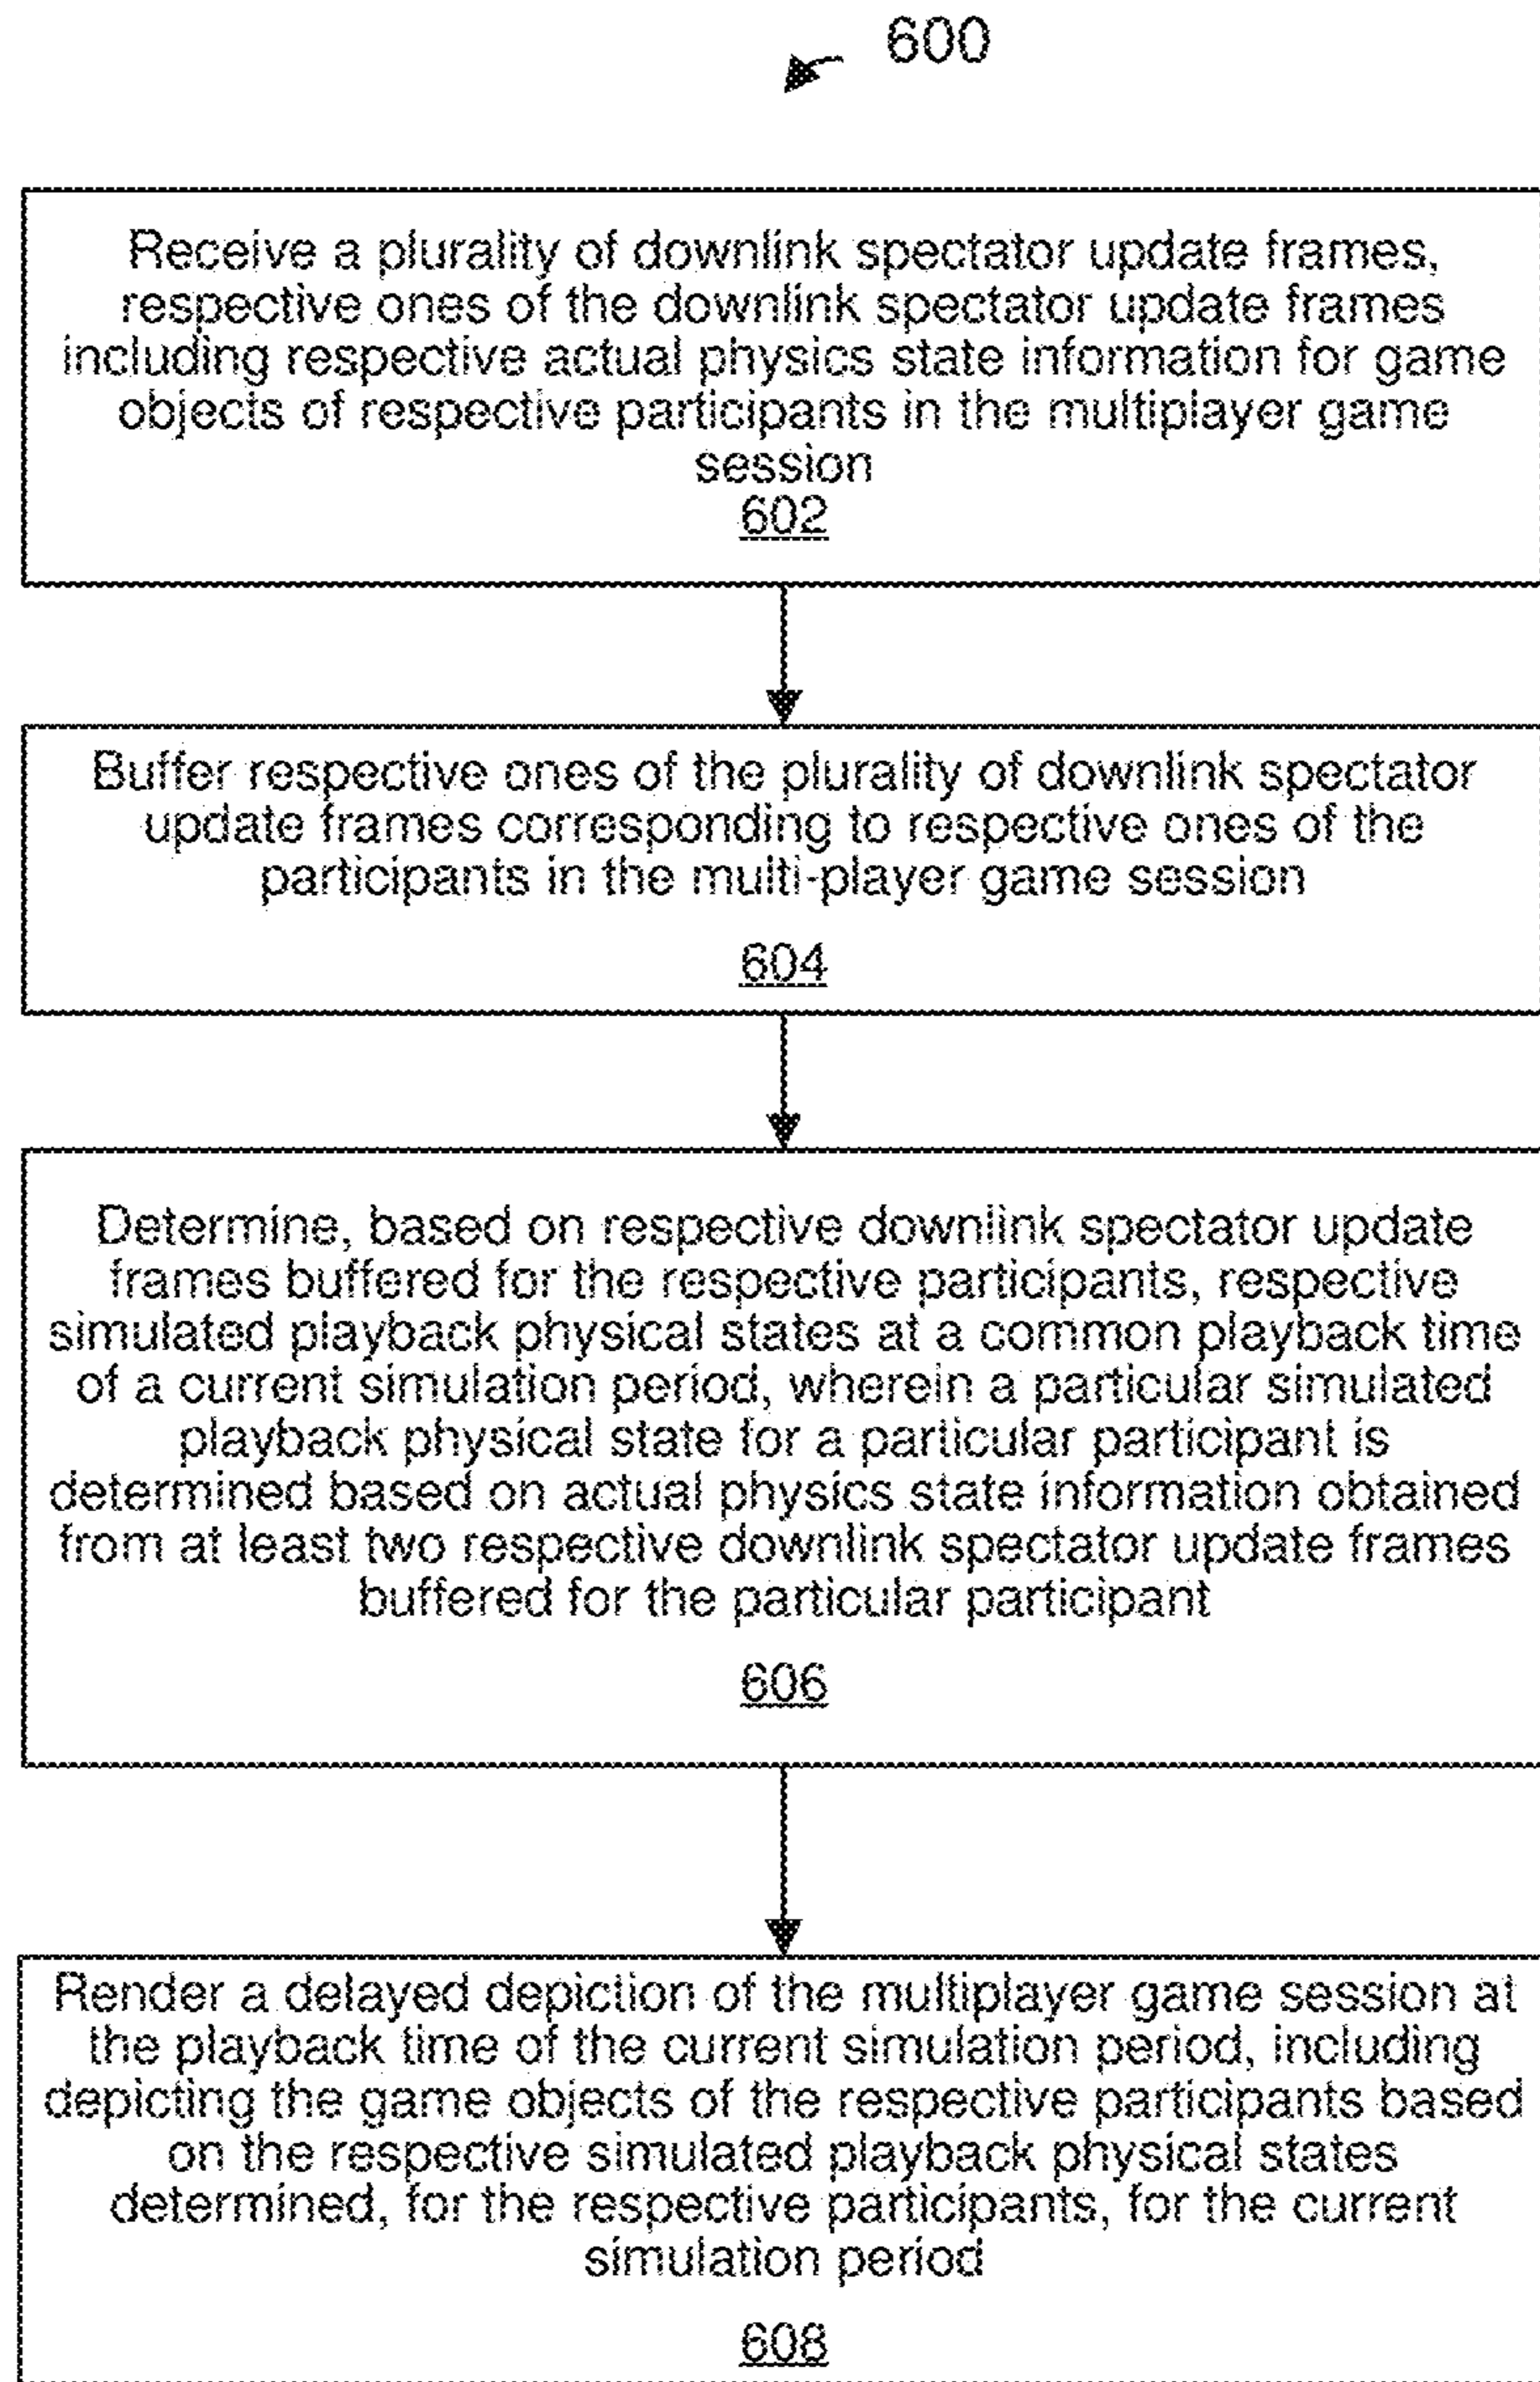 600
Receive a plurality of downlink spectator update frames,
respective ones of the downlink spectator update frames
including respective actual physics state information for game
objects of respective participants in the multiplayer game
session
602
Buffer respective ones of the plurality of downlink spectator
update frames corresponding to respective ones of the
participants in the multi-player game session
604
Determine, based on respective downlink spectator update
frames buffered for the respective participants, respective
simulated playback physical states at a common playback time
of a current simulation period, wherein a particular simulated
playback physical state for a particular participant is
determined based on actual physics state information obtained
from at least two respective downlink spectator update frames
buffered for the particular participant
606
Render a delayed depiction of the multiplayer game session at
the playback time of the current simulation period, including
depicting the game objects of the respective participants based
on the respective simulated playback physical states
determined, for the respective participants, for the current
simulation period
608